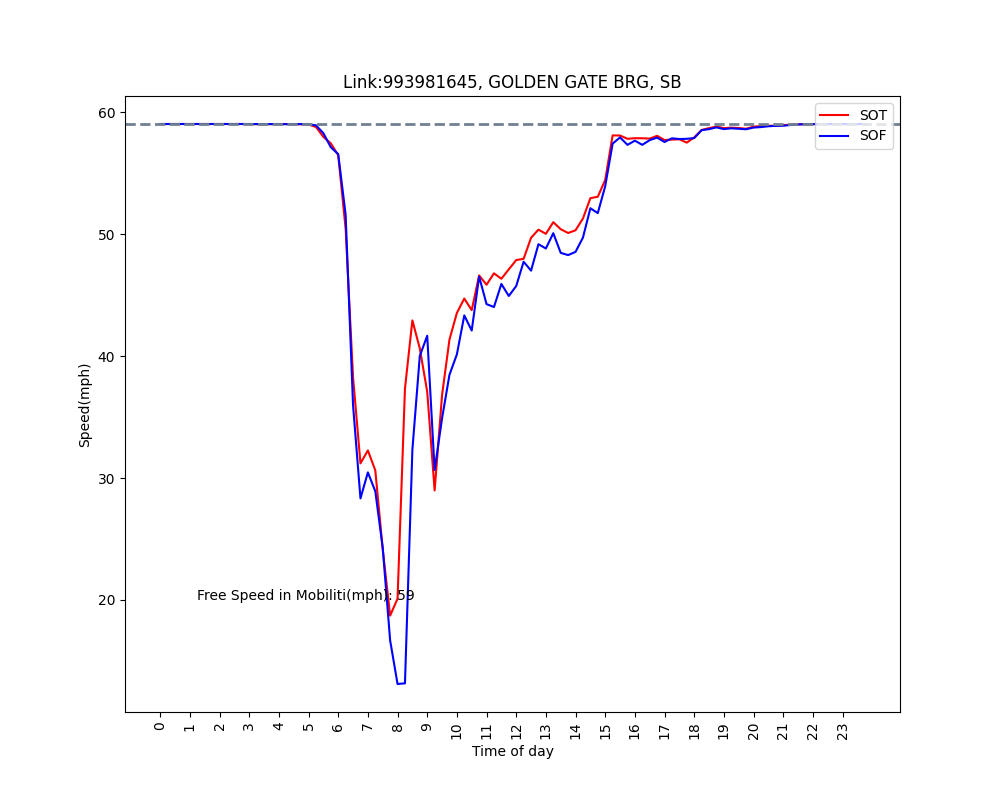 Link:993981645, GOLDEN GATE BRG, SB
SOT
SOF
60
50
40
30
20
Speed(mph)
Free Speed in Mobiliti(mph): 59
0 1 2 3 4 5 6 7 8 9 10 11 12 13 14 15 16 17 18 19 20 21 22 23
Time of day